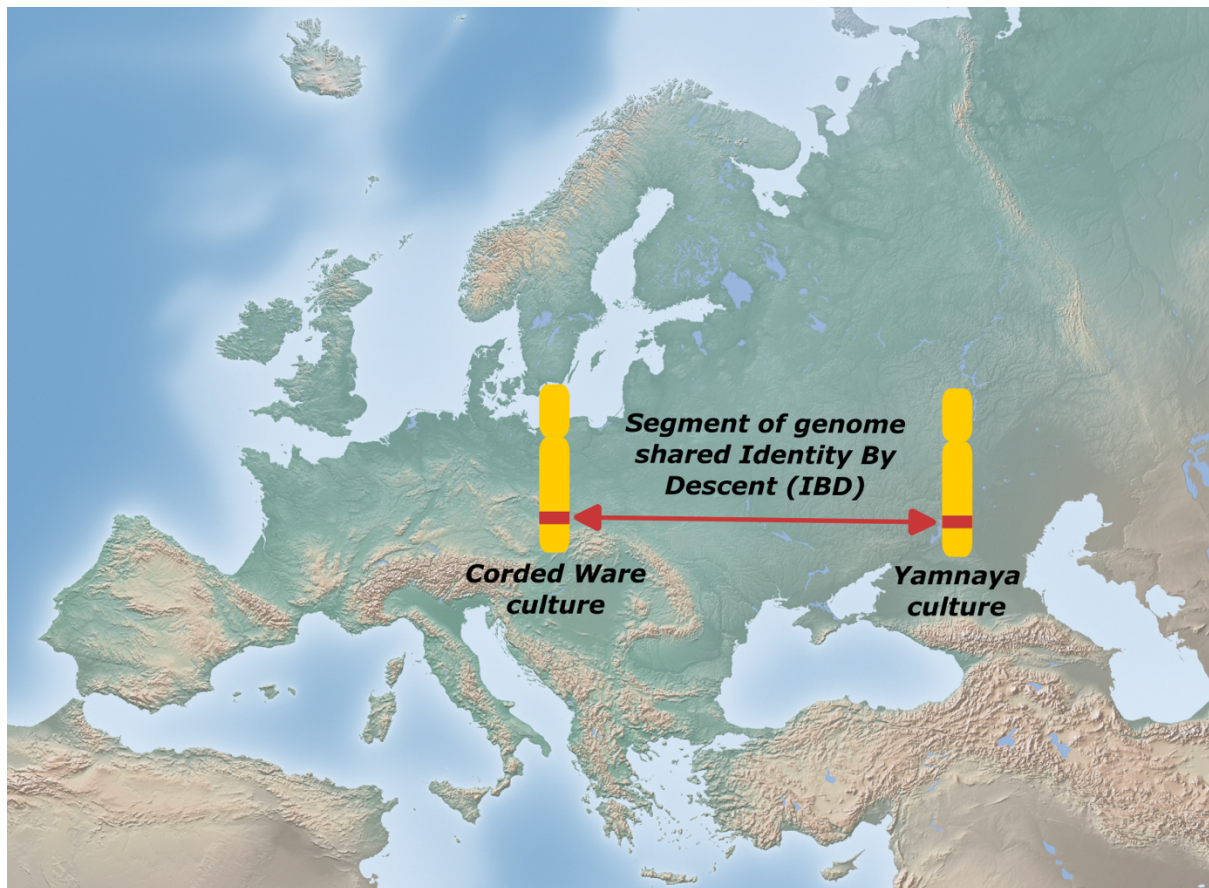 Segment of genome
shared Identity By
Descent (IBD)
Corded Ware
culture
Yamnaya
culture